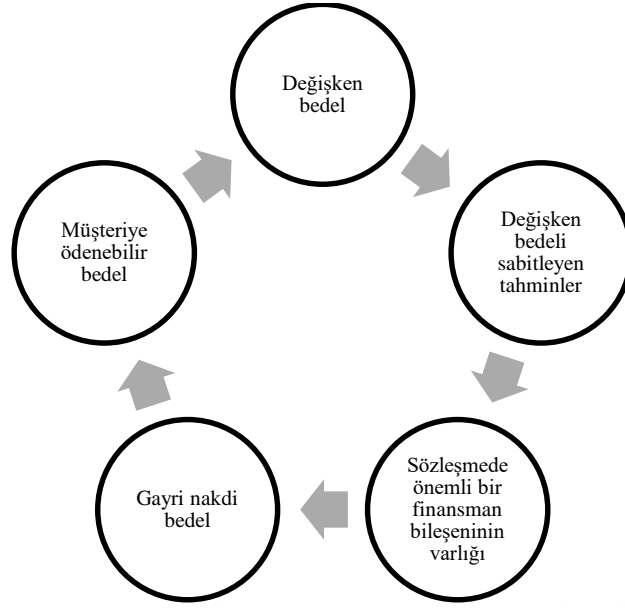 Değişken
bedel
Değişken
bedeli
sabitleyen
tahminler
Sözleşmede
önemli bir
finansman
bileşeninin
varlığı
Gayri nakdi
bedel
Müşteriye
ödenebilir
bedel